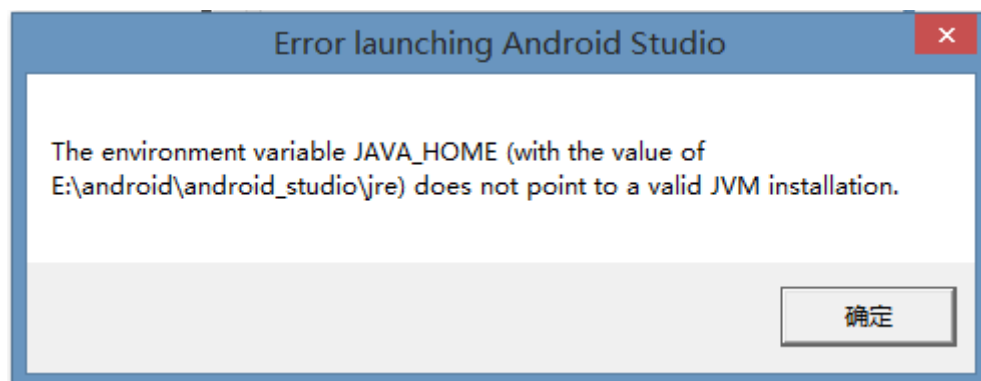 Error launching Android Studio
The environment variable JAVA_HOME (with the value of
E:\android\android_studio\jre) does not point to a valid JVM installation.
确定